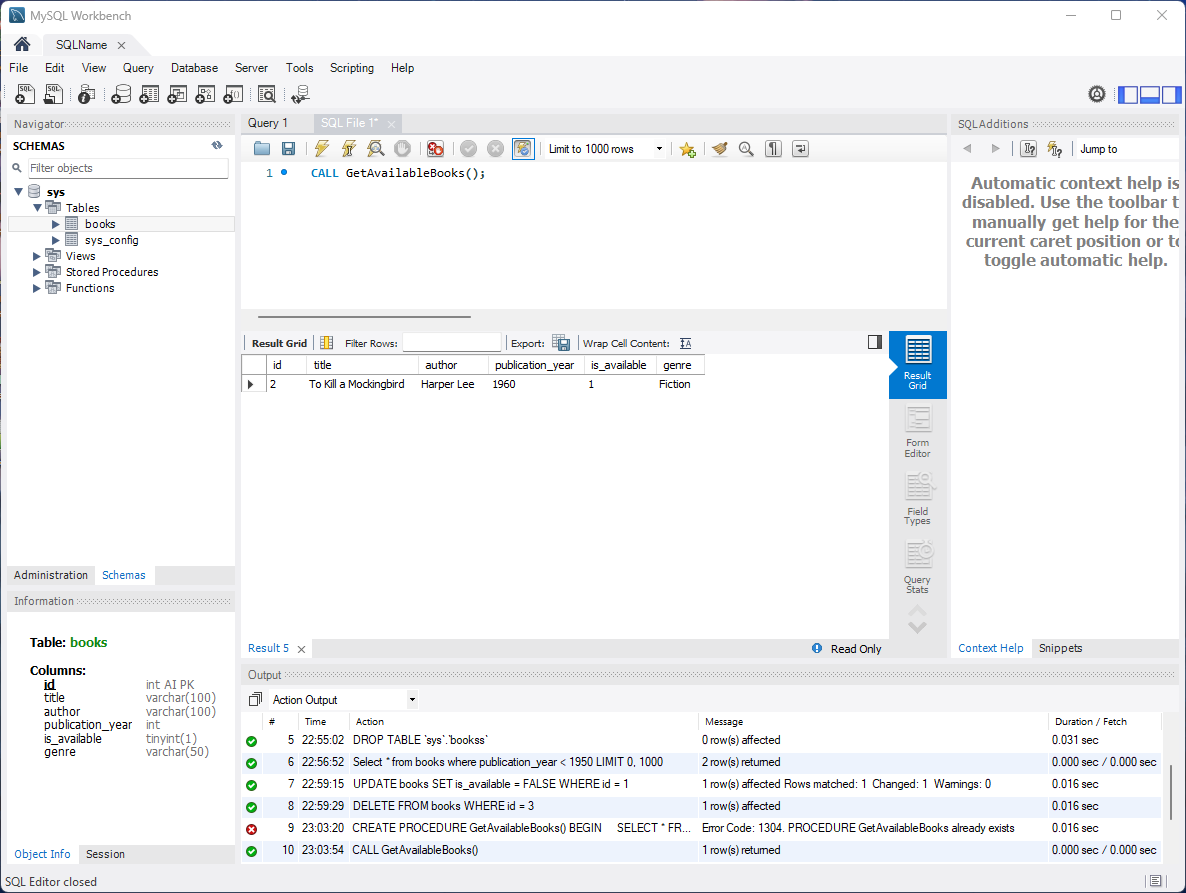 MySQL Workbench
SQLName
File Edit View Query Database Server Tools Scripting Help
Navigator
SCHEMAS
Filter objects
sys
Tables
books
sys_config
Views
Stored Procedures
Functions
Administration Schemas
Information
Table: books
Columns:
id int AI PK
title varchar(100)
author varchar(100)
publication_year int
is_available tinyint(1)
genre varchar(50)
Object Info Session
Query 1 SQL File 1*
Limit to 1000 rows
1 CALL GetAvailableBooks();
Result Grid Filter Rows: Export: Wrap Cell Content:
id title author publication_year is_available genre
2 To Kill a Mockingbird Harper Lee 1960 1 Fiction
Result
Grid
Form
Editor
Field
Types
Query
Stats
Result 5 Read Only
SQLAdditions
Jump to
Automatic context help is
disabled. Use the toolbar t
manually get help for the
current caret position or to
toggle automatic help.
Context Help Snippets
Output
Action Output
# Time Action Message Duration / Fetch
5 22:55:02 DROP TABLE `sys`.`bookss` 0 row(s) affected 0.031 sec
6 22:56:52 Select * from books where publication_year < 1950 LIMIT 0, 1000 2 row(s) returned 0.000 sec / 0.000 sec
7 22:59:15 UPDATE books SET is_available = FALSE WHERE id = 1 1 row(s) affected Rows matched: 1 Changed: 1 Warnings: 0 0.016 sec
8 22:59:29 DELETE FROM books WHERE id = 3 1 row(s) affected 0.016 sec
9 23:03:20 CREATE PROCEDURE GetAvailableBooks() BEGIN SELECT * FR... Error Code: 1304. PROCEDURE GetAvailableBooks already exists 0.016 sec
10 23:03:54 CALL GetAvailableBooks() 1 row(s) returned 0.000 sec / 0.000 sec
SQL Editor closed